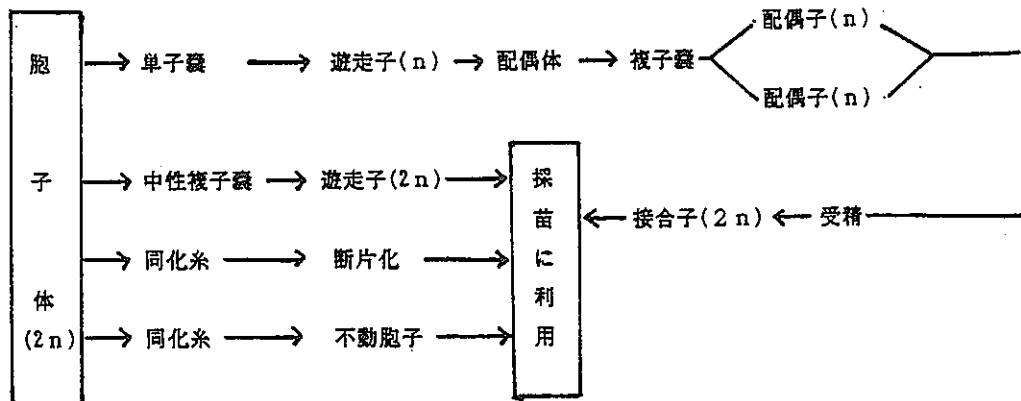 胞子体(2n)
単子嚢 遊走子(n) 配偶体 複子嚢
配偶子(n)
配偶子(n)
中性複子嚢 遊走子(2n)
同化糸 断片化
同化糸 不動胞子
採苗に利用
接合子(2n) 受精